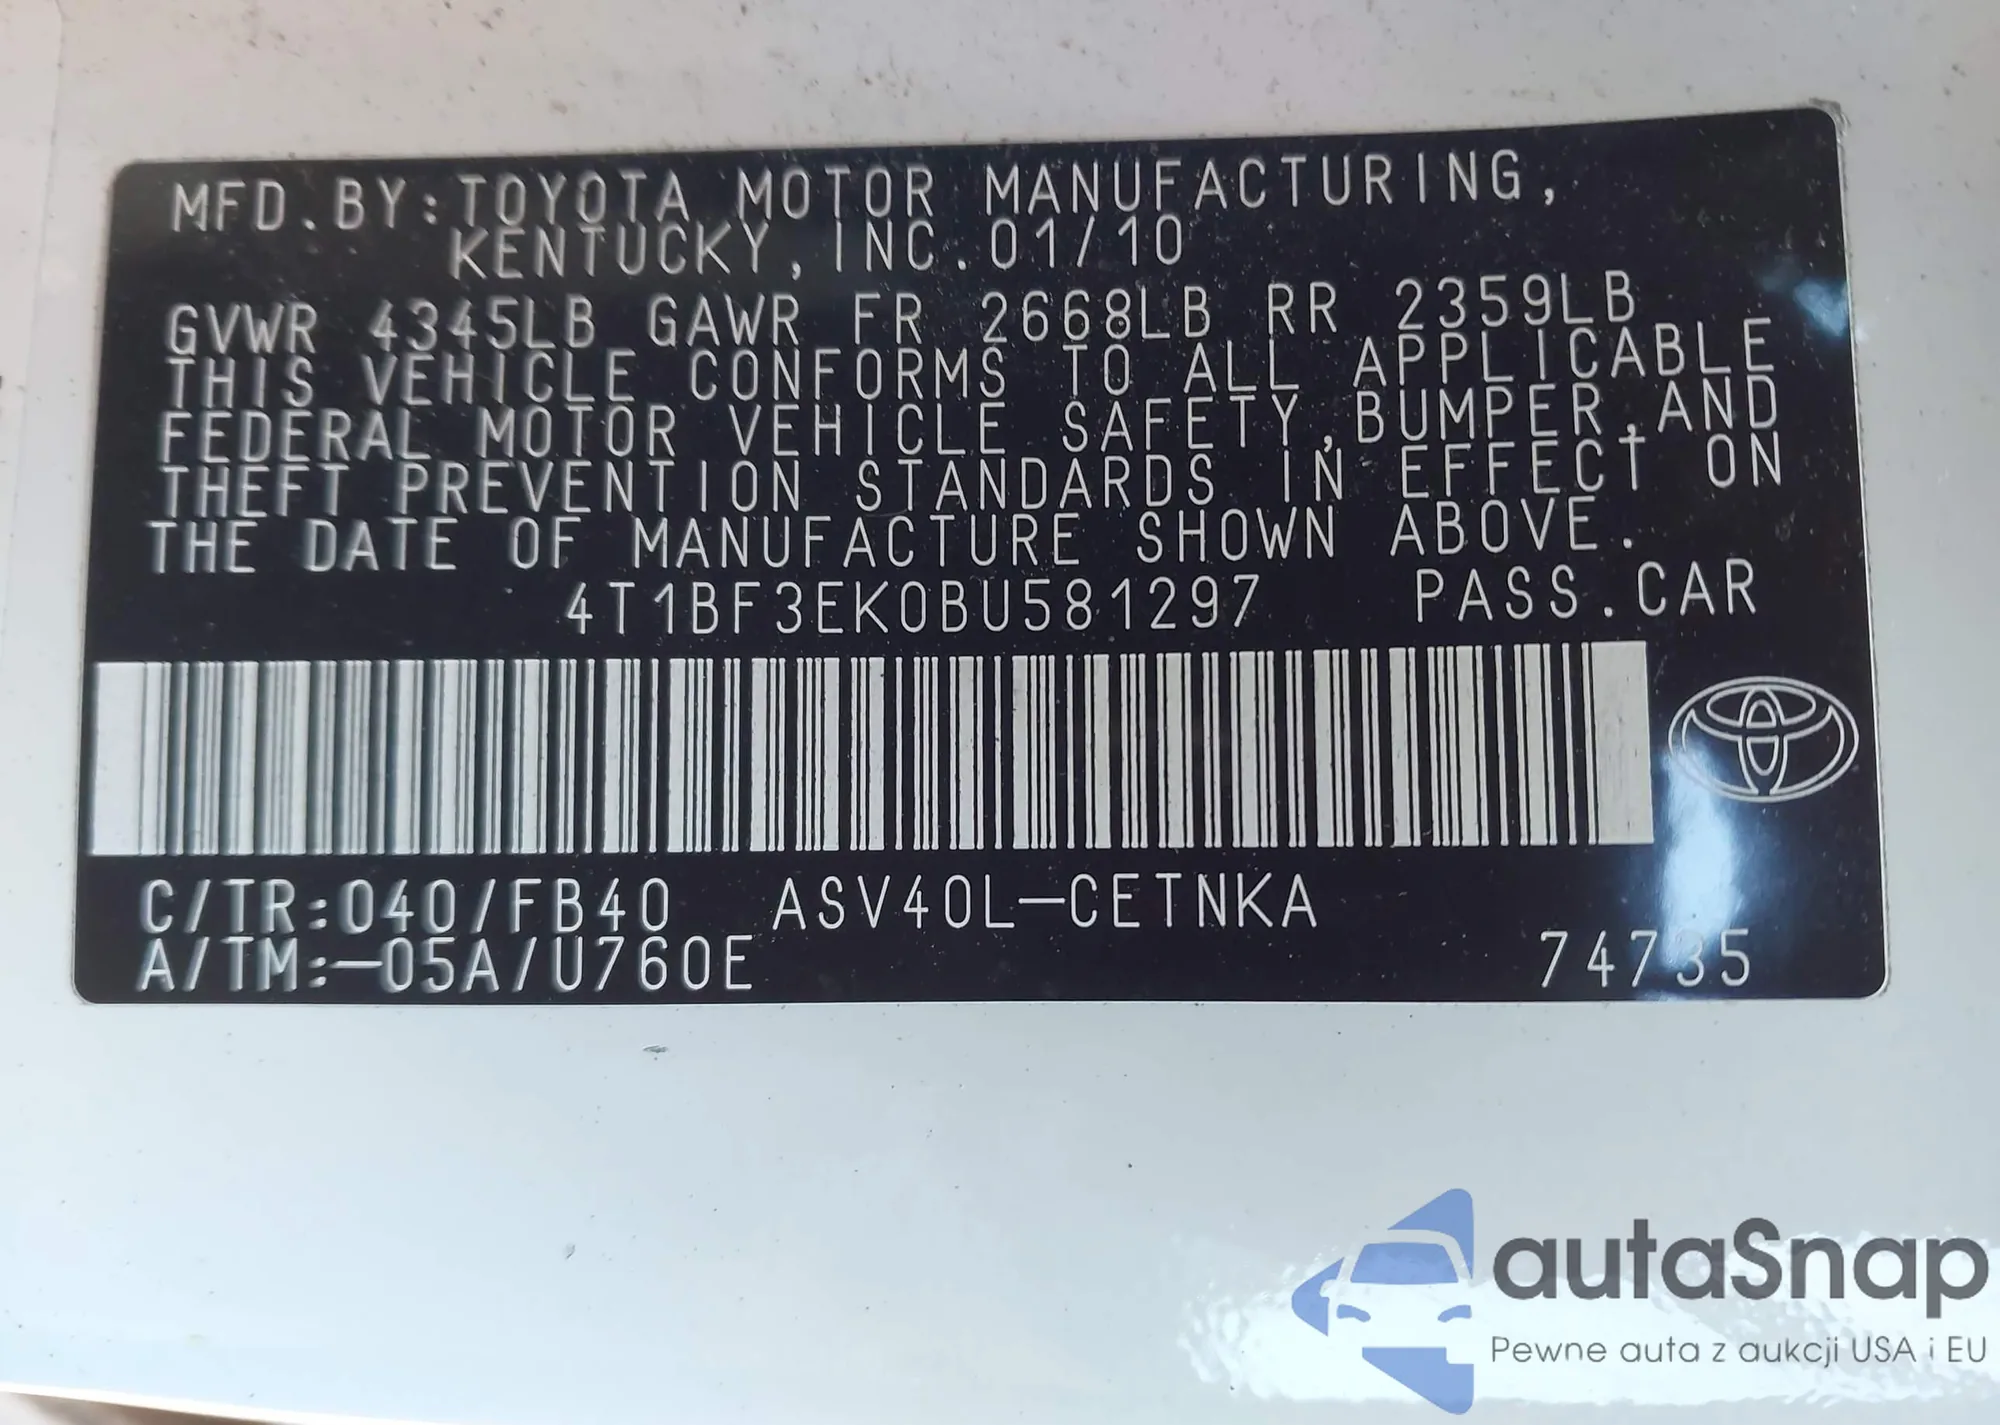 MFD.BY:TOYOTA MOTOR MANUFACTURING,
KENTUCKY,INC.01/10
GVWR 4345LB GAWR FR 2668LB RR 2359LB
THIS VEHICLE CONFORMS TO ALL APPLICABLE
FEDERAL MOTOR VEHICLE SAFETY,BUMPER,AND
THEFT PREVENTION STANDARDS IN EFFECT ON
THE DATE OF MANUFACTURE SHOWN ABOVE.
4T1BF3EK0BU581297 PASS.CAR
C/TR:040/FB40 ASV40L-CETNKA
A/TM:-05A/U760E 74735
autaSnap
Pewne auta z aukcji USA i EU